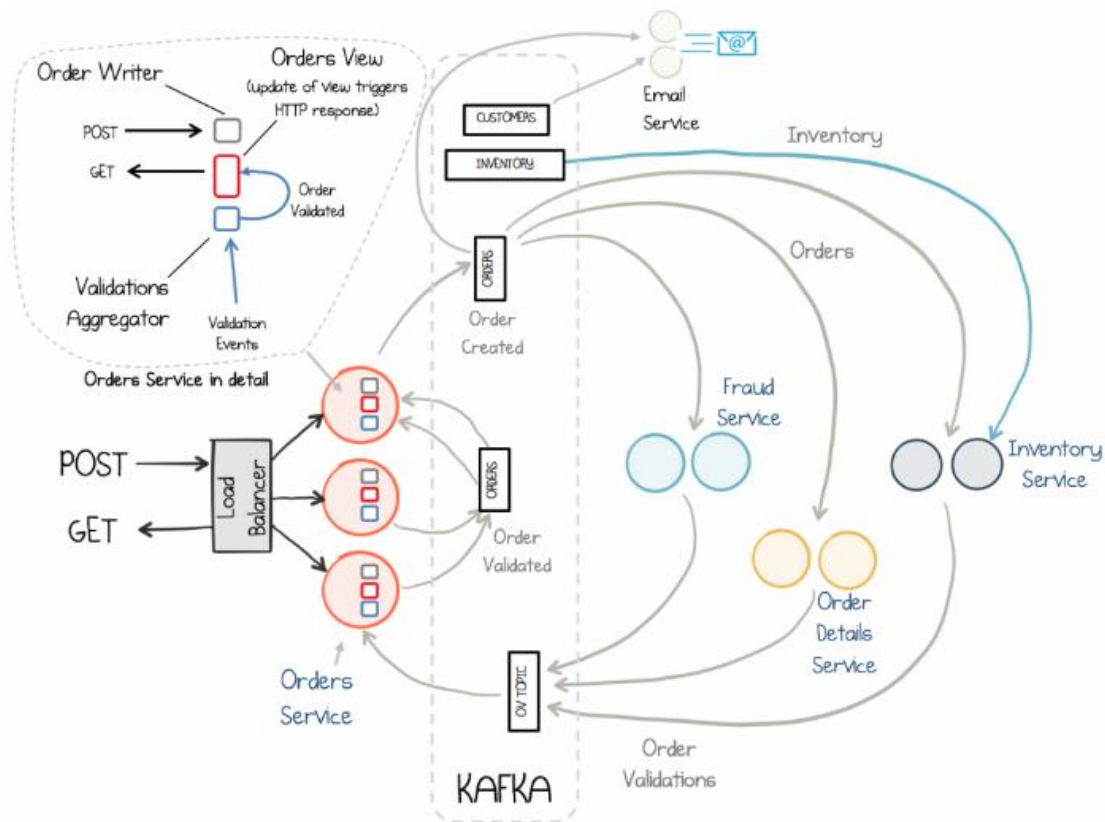 Order Writer
Orders View
(update of view triggers
HTTP response)
POST
GET
Order
Validated
Validations
Aggregator
Validation
Events
Orders Service in detail
POST
GET
Load
Balancer
Orders
Service
CUSTOMERS
INVENTORY
ORDERS
Order
Created
ORDERS
Order
Validated
OV TOPIC
KAFKA
@
Email
Service
Inventory
Orders
Fraud
Service
Inventory
Service
Order
Details
Service
Order
Validations